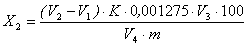 X₂ = (V₂ – V₁) · K · 0,001275 · V₃ · 100 / V₄ · m